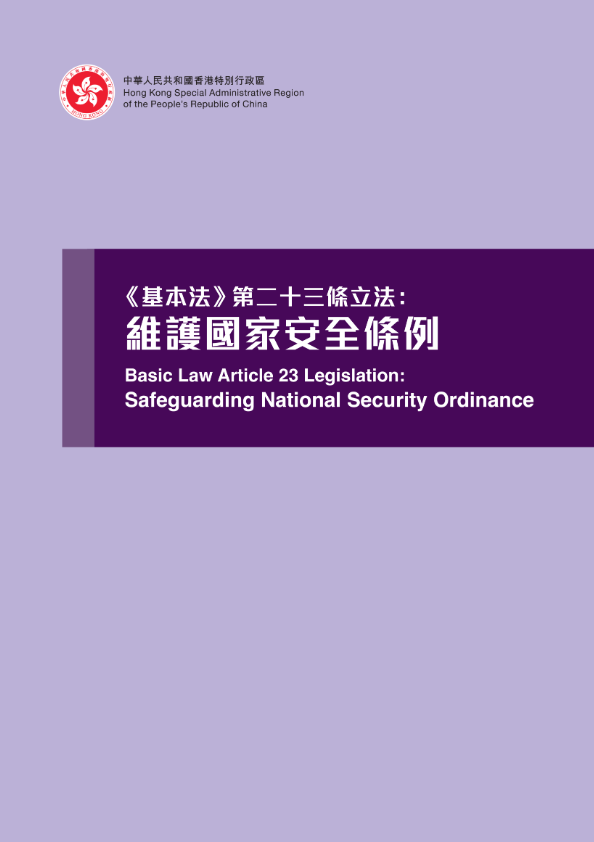 中華人民共和國香港特別行政區
Hong Kong Special Administrative Region
of the People's Republic of China
《基本法》第二十三條立法：
維護國家安全條例
Basic Law Article 23 Legislation:
Safeguarding National Security Ordinance